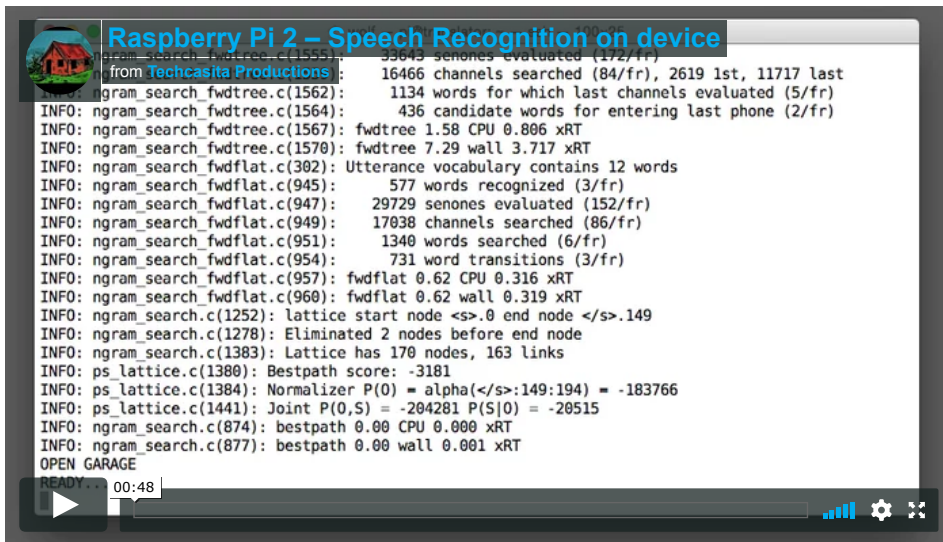 Raspberry Pi 2 – Speech Recognition on device
from Techcasita Productions
ngram_search_fwdtree.c(1555):     33643 senones evaluated (172/fr)
16466 channels searched (84/fr), 2619 1st, 11717 last
INFO: ngram_search_fwdtree.c(1562):     1134 words for which last channels evaluated (5/fr)
INFO: ngram_search_fwdtree.c(1564):      436 candidate words for entering last phone (2/fr)
INFO: ngram_search_fwdtree.c(1567): fwdtree 1.58 CPU 0.806 xRT
INFO: ngram_search_fwdtree.c(1570): fwdtree 7.29 wall 3.717 xRT
INFO: ngram_search_fwdflat.c(302): Utterance vocabulary contains 12 words
INFO: ngram_search_fwdflat.c(945):      577 words recognized (3/fr)
INFO: ngram_search_fwdflat.c(947):    29729 senones evaluated (152/fr)
INFO: ngram_search_fwdflat.c(949):    17038 channels searched (86/fr)
INFO: ngram_search_fwdflat.c(951):     1340 words searched (6/fr)
INFO: ngram_search_fwdflat.c(954):      731 word transitions (3/fr)
INFO: ngram_search_fwdflat.c(957): fwdflat 0.62 CPU 0.316 xRT
INFO: ngram_search_fwdflat.c(960): fwdflat 0.62 wall 0.319 xRT
INFO: ngram_search.c(1252): lattice start node <s>.0 end node </s>.149
INFO: ngram_search.c(1278): Eliminated 2 nodes before end node
INFO: ngram_search.c(1383): Lattice has 170 nodes, 163 links
INFO: ps_lattice.c(1380): Bestpath score: -3181
INFO: ps_lattice.c(1384): Normalizer P(O) = alpha(</s>:149:194) = -183766
INFO: ps_lattice.c(1441): Joint P(O,S) = -204281 P(S|O) = -20515
INFO: ngram_search.c(874): bestpath 0.00 CPU 0.000 xRT
INFO: ngram_search.c(877): bestpath 0.00 wall 0.001 xRT
OPEN GARAGE
READY...
00:48